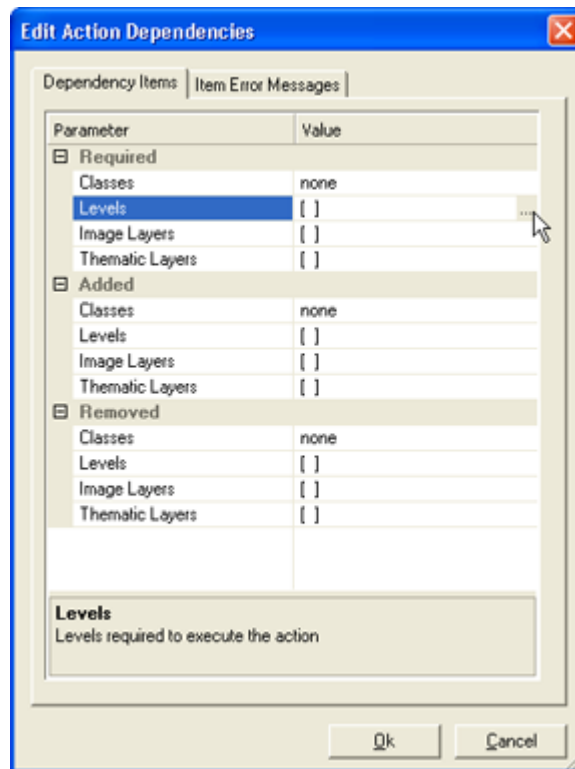 Edit Action Dependencies
Dependency Items Item Error Messages
Parameter Value
Required
Classes none
Levels [ ] ...
Image Layers [ ]
Thematic Layers [ ]
Added
Classes none
Levels [ ]
Image Layers [ ]
Thematic Layers [ ]
Removed
Classes none
Levels [ ]
Image Layers [ ]
Thematic Layers [ ]
Levels
Levels required to execute the action
Ok Cancel